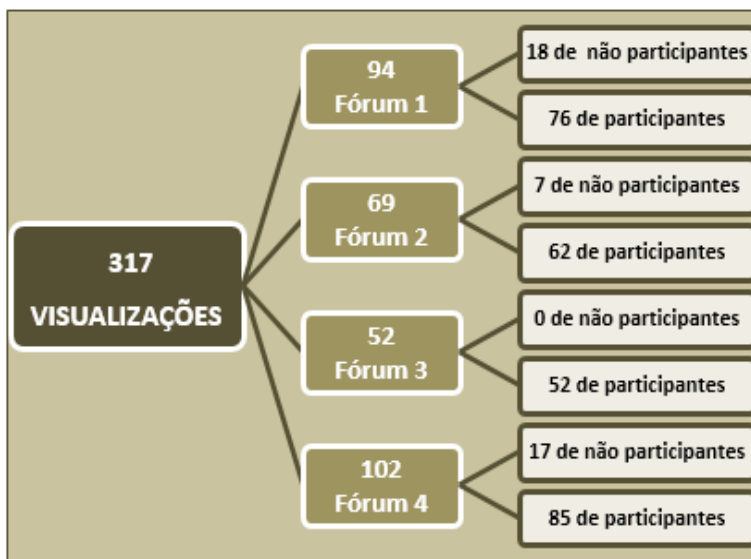 317
VISUALIZAÇÕES
94
Fórum 1
18 de não participantes
76 de participantes
69
Fórum 2
7 de não participantes
62 de participantes
52
Fórum 3
0 de não participantes
52 de participantes
102
Fórum 4
17 de não participantes
85 de participantes